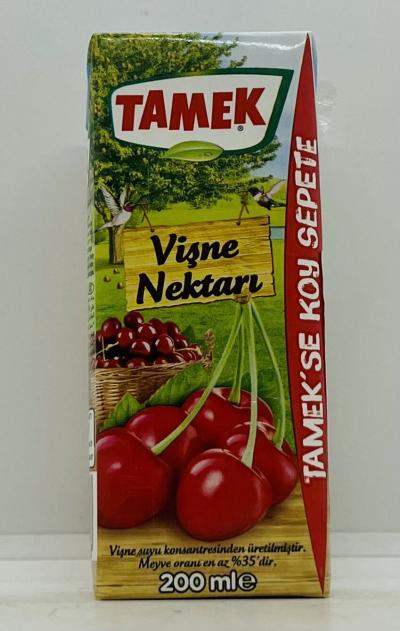 TAMEK®
Vişne
Nektarı
TAMEK'SE KOY SEPETE
Vişne suyu konsantresinden üretilmiştir.
Meyve oranı en az %35'dir.
200 ml e